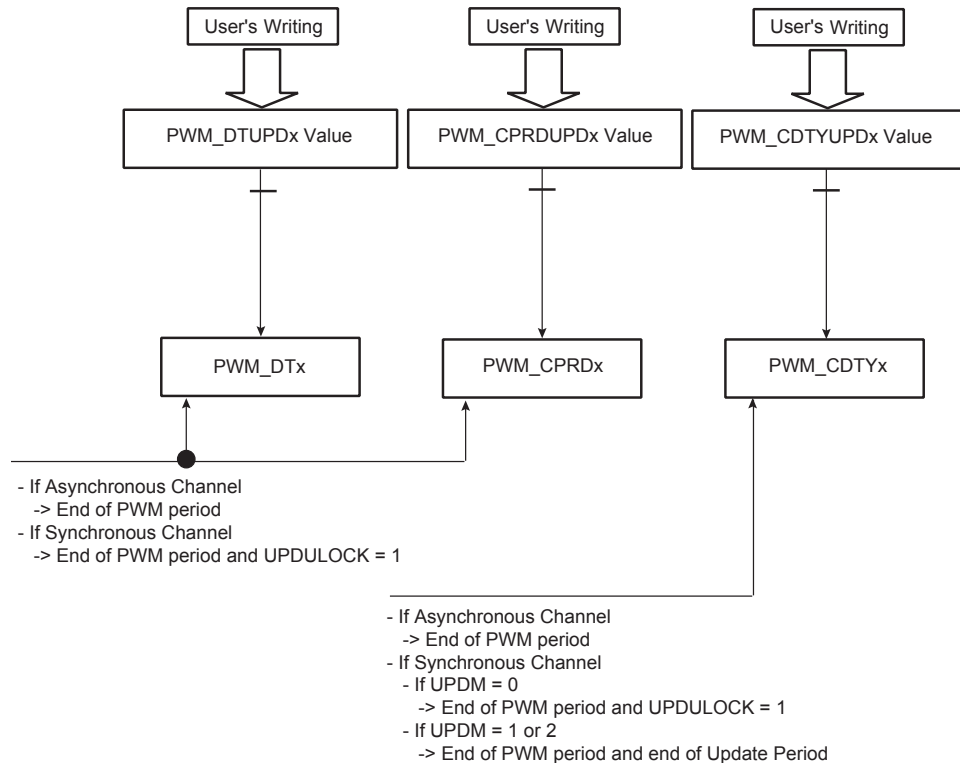 User's Writing
User's Writing
User's Writing
PWM_DTUPDx Value
PWM_CPRDUPDx Value
PWM_CDTYUPDx Value
PWM_DTx
PWM_CPRDx
PWM_CDTYx
- If Asynchronous Channel
-> End of PWM period
- If Synchronous Channel
-> End of PWM period and UPDULOCK = 1
- If Asynchronous Channel
-> End of PWM period
- If Synchronous Channel
- If UPDM = 0
-> End of PWM period and UPDULOCK = 1
- If UPDM = 1 or 2
-> End of PWM period and end of Update Period